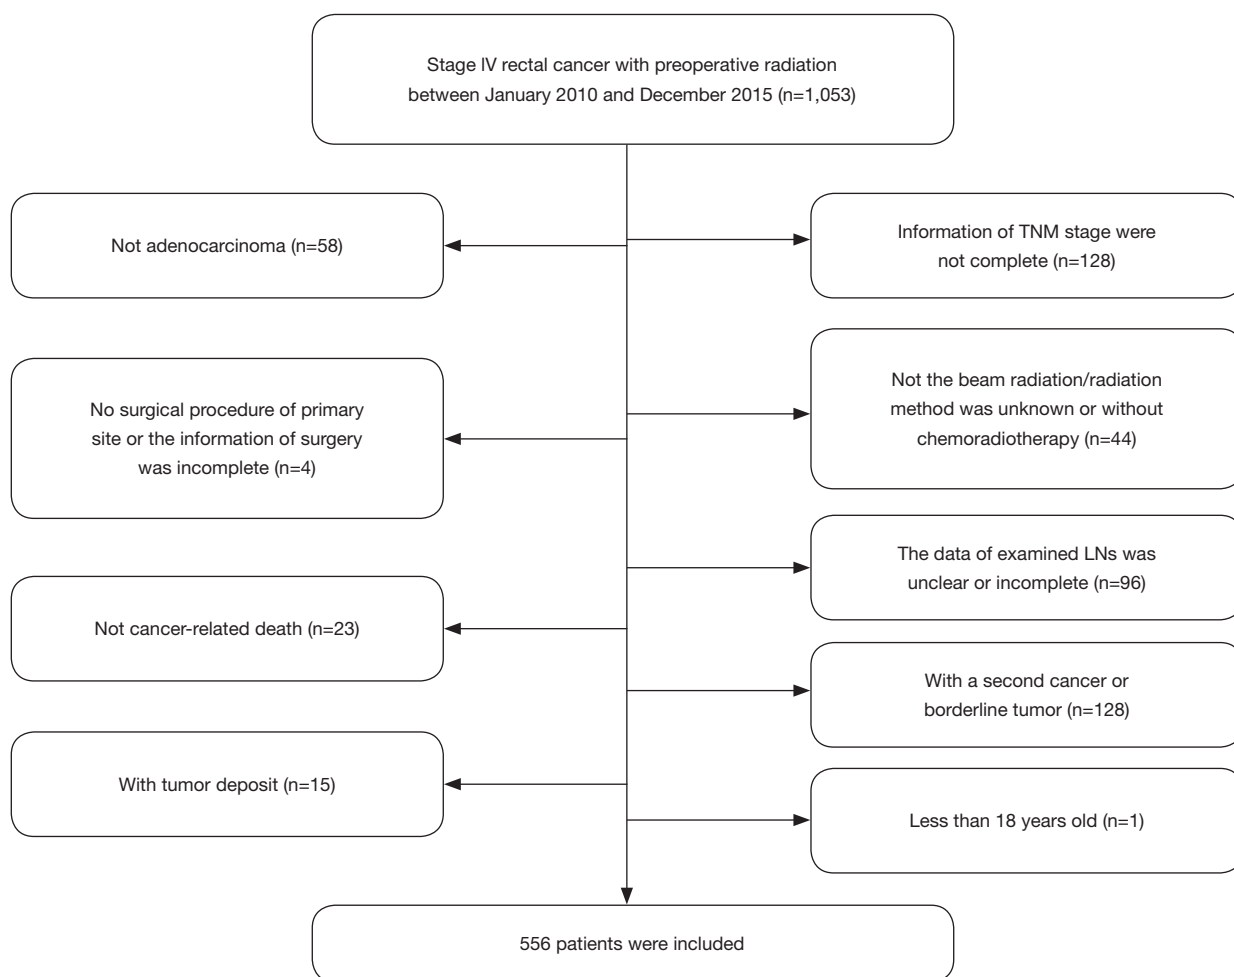 Stage IV rectal cancer with preoperative radiation
between January 2010 and December 2015 (n=1,053)
Not adenocarcinoma (n=58)
Information of TNM stage were
not complete (n=128)
No surgical procedure of primary
site or the information of surgery
was incomplete (n=4)
Not the beam radiation/radiation
method was unknown or without
chemoradiotherapy (n=44)
The data of examined LNs was
unclear or incomplete (n=96)
Not cancer-related death (n=23)
With a second cancer or
borderline tumor (n=128)
With tumor deposit (n=15)
Less than 18 years old (n=1)
556 patients were included